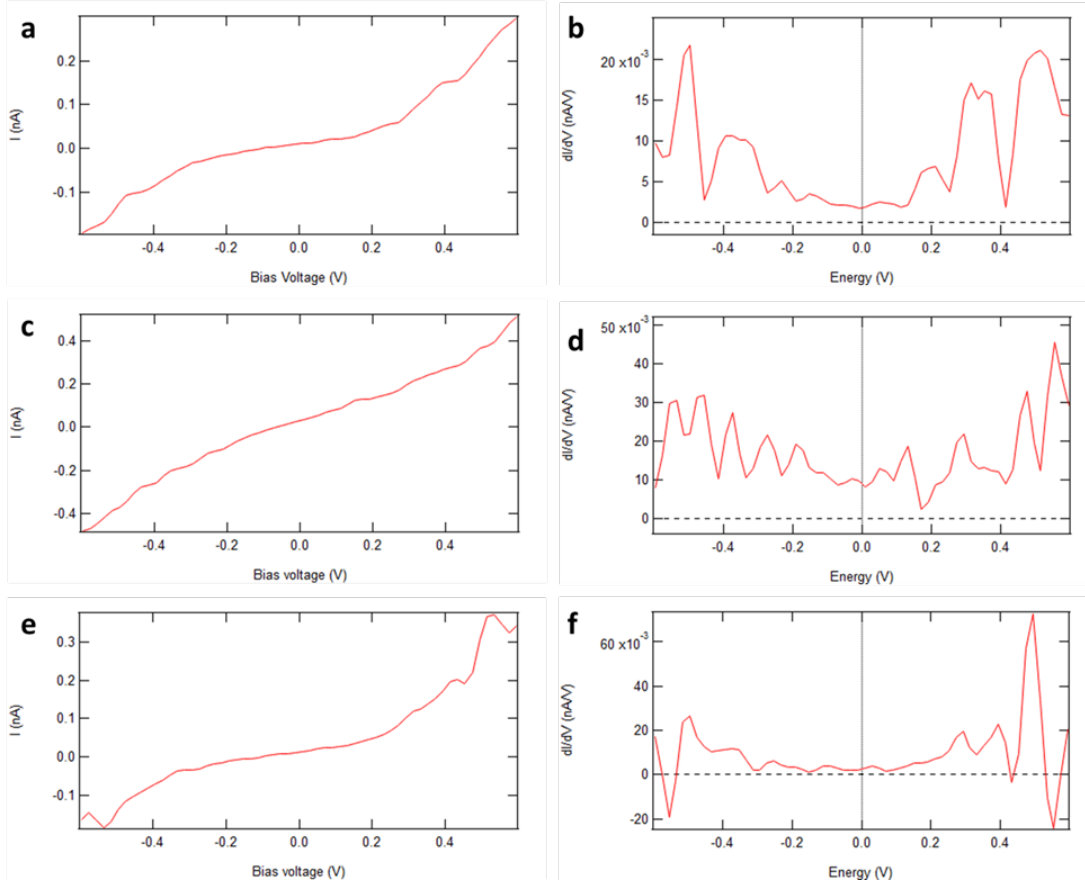 a
I (nA)
0.2
0.1
0.0
-0.1
-0.4
-0.2
0.0
0.2
0.4
Bias Voltage (V)
b
dI/dV (nA/V)
20 x10⁻³
15
10
5
0
-0.4
-0.2
0.0
0.2
0.4
Energy (V)
c
I (nA)
0.4
0.2
0.0
-0.2
-0.4
-0.4
-0.2
0.0
0.2
0.4
Bias voltage (V)
d
dI/dV (nA/V)
50 x10⁻³
40
30
20
10
0
-0.4
-0.2
0.0
0.2
0.4
Energy (V)
e
I (nA)
0.3
0.2
0.1
0.0
-0.1
-0.4
-0.2
0.0
0.2
0.4
Bias voltage (V)
f
dI/dV (nA/V)
60 x10⁻³
40
20
0
-20
-0.4
-0.2
0.0
0.2
0.4
Energy (V)